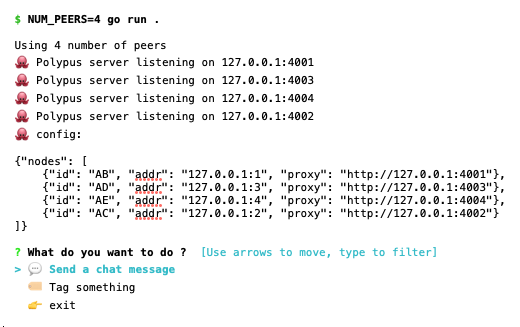 $ NUM_PEERS=4 go run .
Using 4 number of peers
🐙 Polypus server listening on 127.0.0.1:4001
🐙 Polypus server listening on 127.0.0.1:4003
🐙 Polypus server listening on 127.0.0.1:4004
🐙 Polypus server listening on 127.0.0.1:4002
🐙 config:
{"nodes": [
    {"id": "AB", "addr": "127.0.0.1:1", "proxy": "http://127.0.0.1:4001"},
    {"id": "AD", "addr": "127.0.0.1:3", "proxy": "http://127.0.0.1:4003"},
    {"id": "AE", "addr": "127.0.0.1:4", "proxy": "http://127.0.0.1:4004"},
    {"id": "AC", "addr": "127.0.0.1:2", "proxy": "http://127.0.0.1:4002"}
]}
? What do you want to do ?  [Use arrows to move, type to filter]
> 💬 Send a chat message
  🏷️ Tag something
  👉 exit